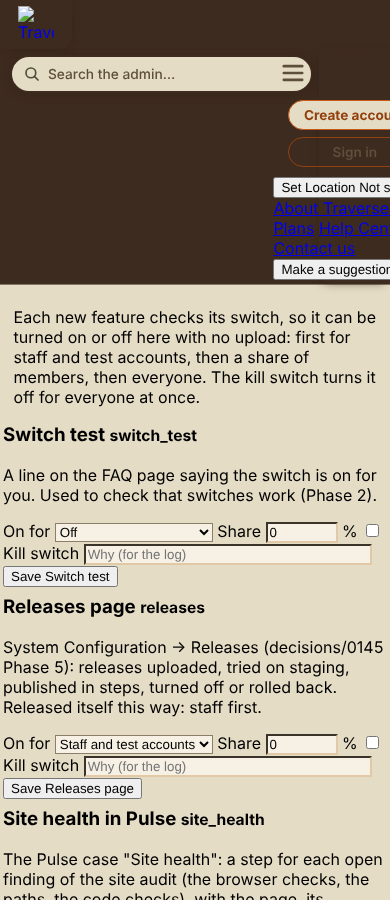 Trave
Search the admin...
Create accou
Sign in
Set Location Not s
About Traverse
Plans Help Cen
Contact us
Make a suggestion
Each new feature checks its switch, so it can be
turned on or off here with no upload: first for
staff and test accounts, then a share of
members, then everyone. The kill switch turns it
off for everyone at once.
Switch test switch_test
A line on the FAQ page saying the switch is on for
you. Used to check that switches work (Phase 2).
On for Off Share 0 %
Kill switch Why (for the log)
Save Switch test
Releases page releases
System Configuration → Releases (decisions/0145
Phase 5): releases uploaded, tried on staging,
published in steps, turned off or rolled back.
Released itself this way: staff first.
On for Staff and test accounts Share 0 %
Kill switch Why (for the log)
Save Releases page
Site health in Pulse site_health
The Pulse case "Site health": a step for each open
finding of the site audit (the browser checks, the
paths, the code checks), with the page, its